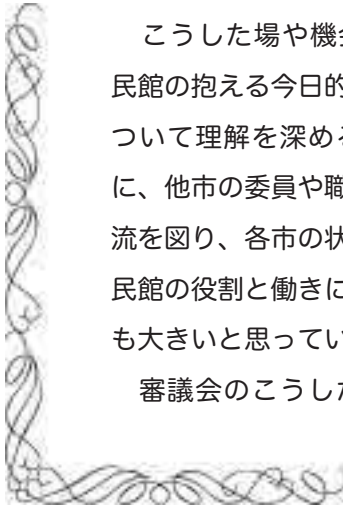 こうした場や機会
民館の抱える今日的
ついて理解を深める
に、他市の委員や職
流を図り、各市の状
民館の役割と働きに
も大きいと思ってい
審議会のこうした